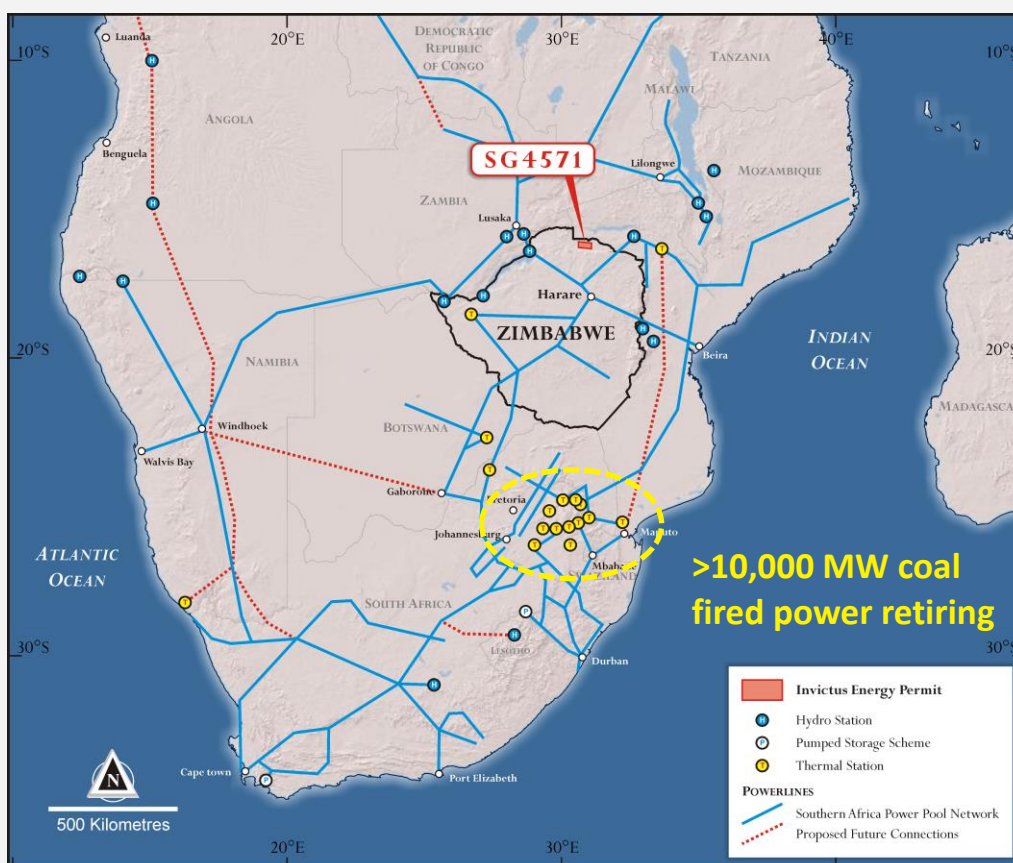 20°E
30°E
40°E
10°S
10°S
Luanda
DEMOCRATIC
REPUBLIC
OF CONGO
TANZANIA
MALAWI
ANGOLA
Benguela
SG4571
Lilongwe
MOZAMBIQUE
ZAMBIA
Lusaka
Harare
ZIMBABWE
20°S
20°S
Beira
INDIAN
OCEAN
NAMIBIA
MADAGASCA
BOTSWANA
Windhoek
Walvis Bay
Gaborone
Pretoria
Johannesburg
Maputo
Mbabane
SWAZILAND
ATLANTIC
OCEAN
>10,000 MW coal
fired power retiring
SOUTH AFRICA
LESOTHO
30°S
30°S
Durban
Cape town
Port Elizabeth
N
500 Kilometres
20°E
30°E
Invictus Energy Permit
H Hydro Station
P Pumped Storage Scheme
T Thermal Station
POWERLINES
Southern Africa Power Pool Network
Proposed Future Connections